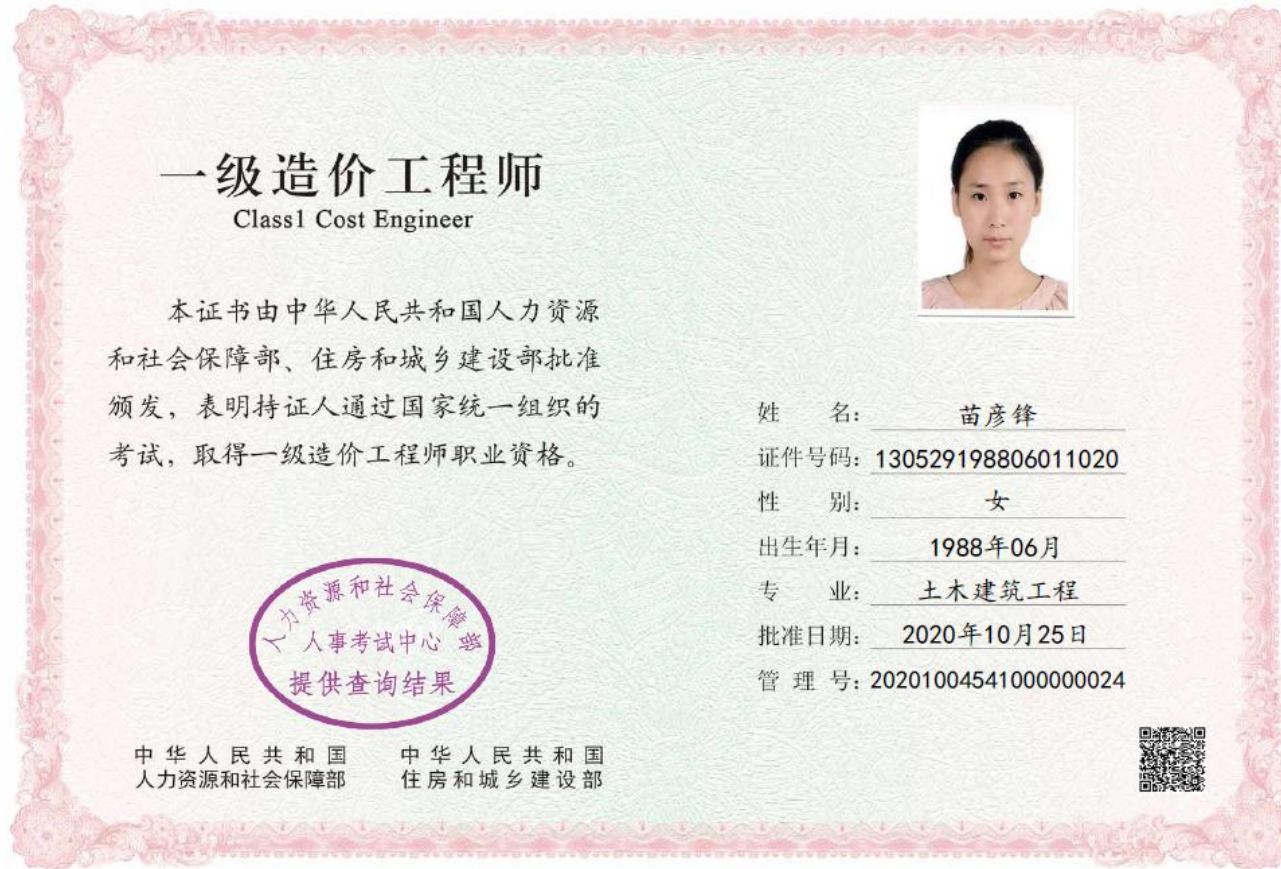 一级造价工程师
Class1 Cost Engineer
本证书由中华人民共和国人力资源
和社会保障部、住房和城乡建设部批准
颁发，表明持证人通过国家统一组织的
考试，取得一级造价工程师职业资格。
人力资源和社会保障部
人事考试中心
提供查询结果
中华人民共和国
人力资源和社会保障部
中华人民共和国
住房和城乡建设部
姓名：苗彦锋
证件号码：130529198806011020
性别：女
出生年月：1988年06月
专业：土木建筑工程
批准日期：2020年10月25日
管理号：20201004541000000024